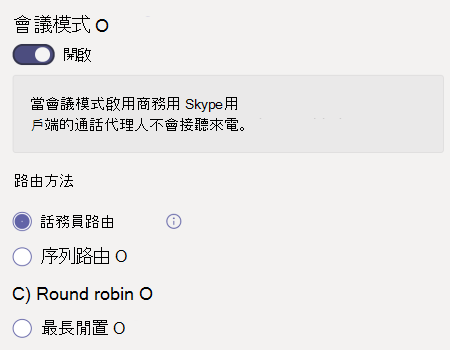 會議模式 O
開啟
當會議模式啟用商務用 Skype用
戶端的通話代理人不會接聽來電。
路由方法
話務員路由
序列路由 O
C) Round robin O
最長閒置 O